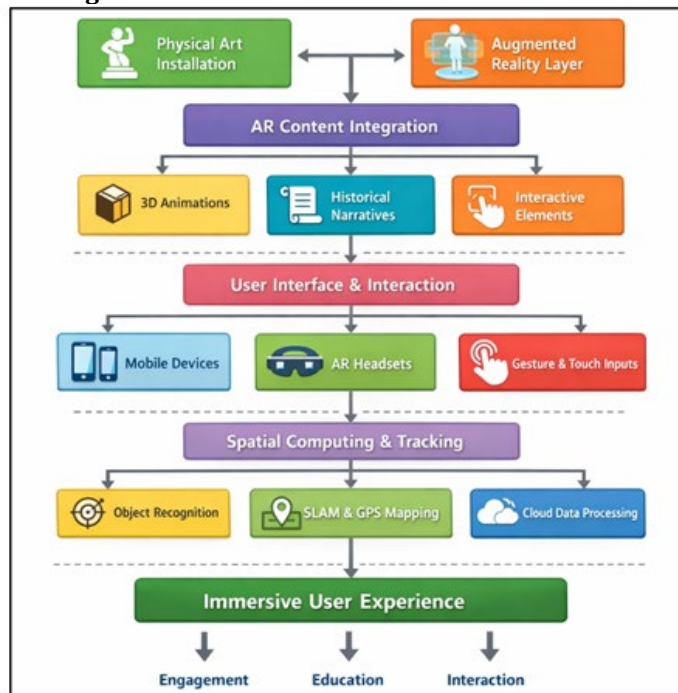 Physical Art
Installation
Augmented
Reality Layer
AR Content Integration
3D Animations
Historical
Narratives
Interactive
Elements
User Interface & Interaction
Mobile Devices
AR Headsets
Gesture & Touch Inputs
Spatial Computing & Tracking
Object Recognition
SLAM & GPS Mapping
Cloud Data Processing
Immersive User Experience
Engagement
Education
Interaction